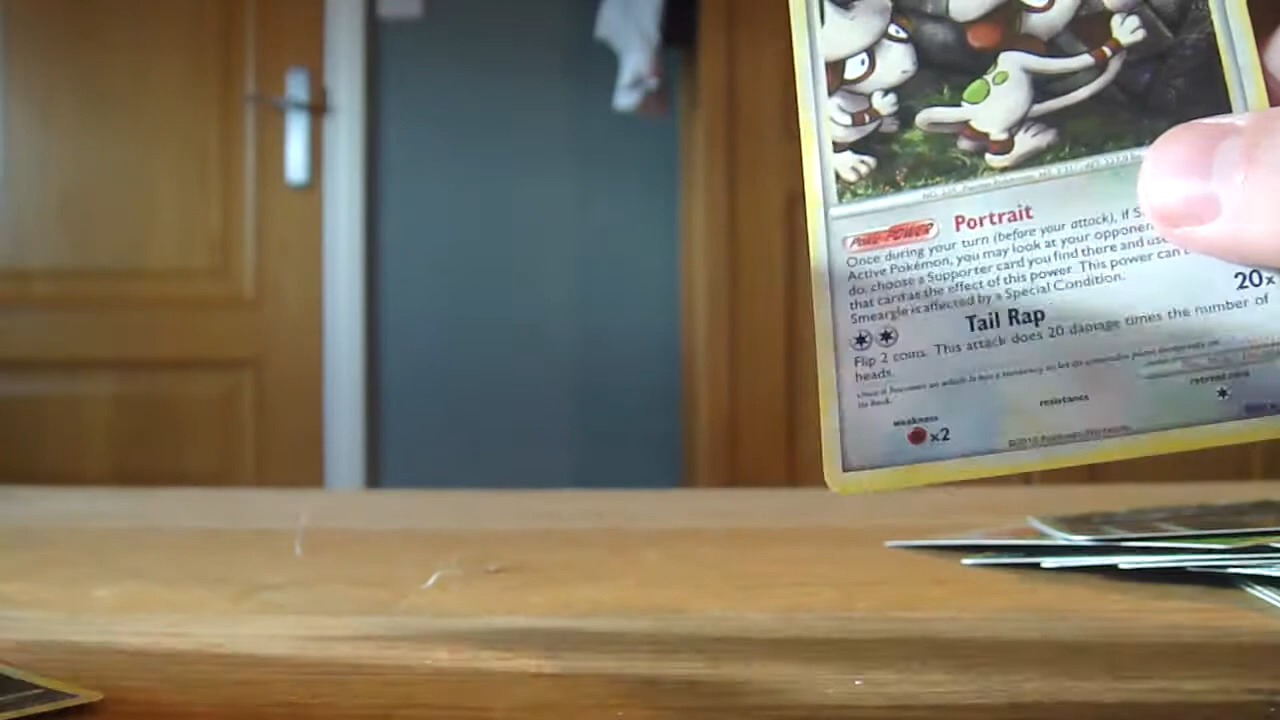 POKé-POWER Portrait
Once during your turn (before your attack), if S
Active Pokémon, you may look at your opponen
do, choose a Supporter card you find there and use
that card as the effect of this power. This power can
Smeargle is affected by a Special Condition.
20x
Tail Rap
Flip 2 coins. This attack does 20 damage times the number of
heads.
weakness
resistance
retreat cost
x2
©2010 Pokémon/Nintendo